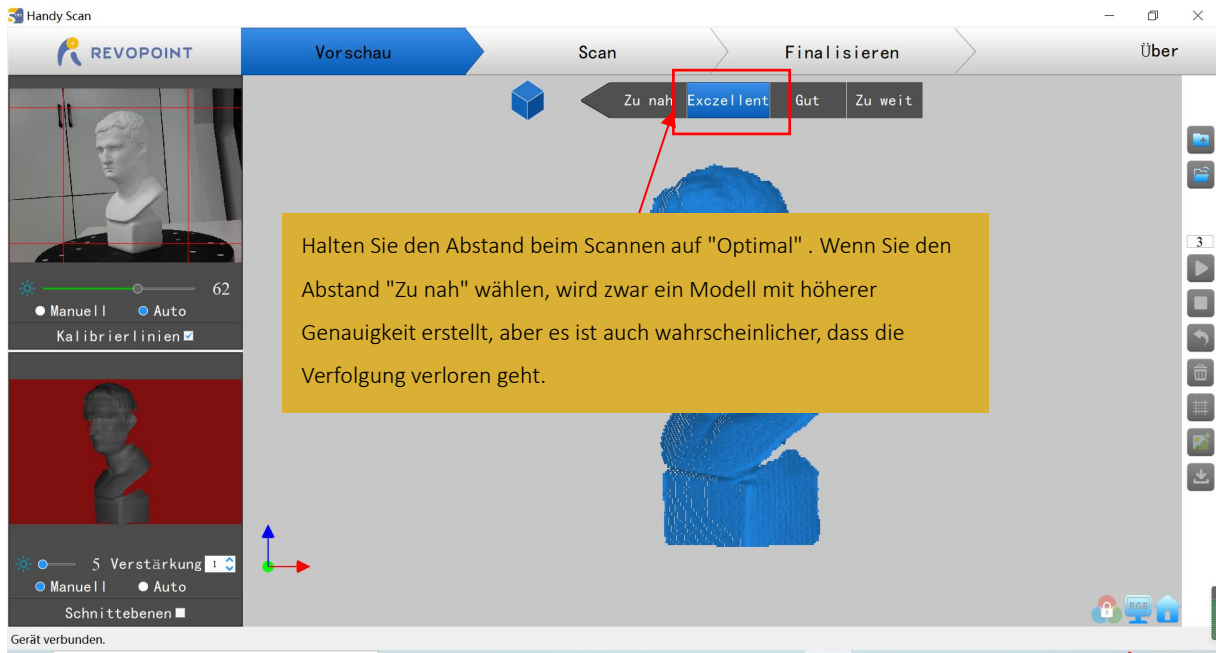 Handy Scan
REVOPOINT
Vorschau
Scan
Finalisieren
Über
Zu nah
Exczellent
Gut
Zu weit
62
Manuell
Auto
Kalibrierlinien
Halten Sie den Abstand beim Scannen auf "Optimal" . Wenn Sie den
Abstand "Zu nah" wählen, wird zwar ein Modell mit höherer
Genauigkeit erstellt, aber es ist auch wahrscheinlicher, dass die
Verfolgung verloren geht.
3
5 Verstärkung 1
Manuell
Auto
Schnittebenen
RGB
Gerät verbunden.